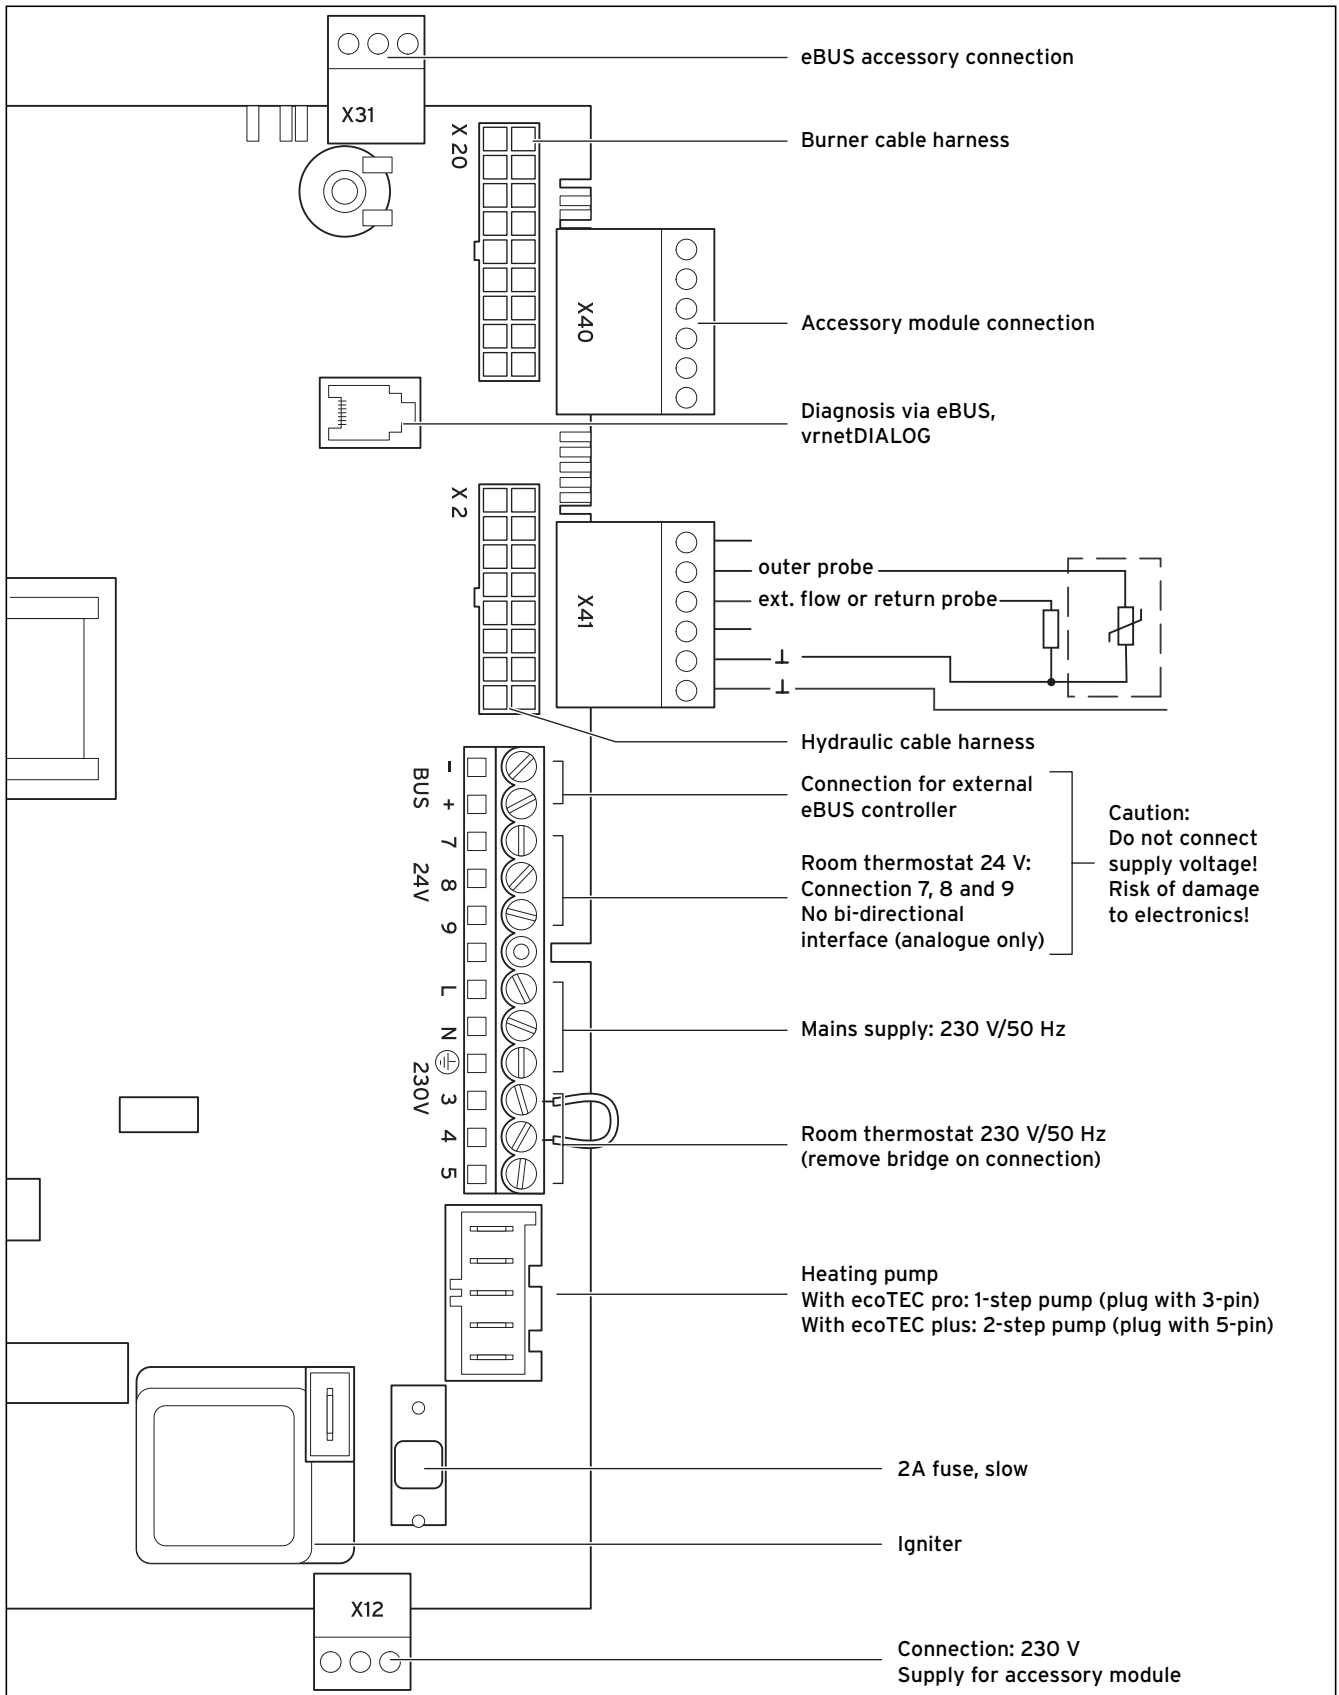 eBUS accessory connection
X31
Burner cable harness
X 20
X40
Accessory module connection
Diagnosis via eBUS,
vrnetDIALOG
X 2
X41
outer probe
ext. flow or return probe
Hydraulic cable harness
BUS
-
+
Connection for external
eBUS controller
24V
7
8
9
Room thermostat 24 V:
Connection 7, 8 and 9
No bi-directional
interface (analogue only)
Caution:
Do not connect
supply voltage!
Risk of damage
to electronics!
L
N
Mains supply: 230 V/50 Hz
230V
3
4
5
Room thermostat 230 V/50 Hz
(remove bridge on connection)
Heating pump
With ecoTEC pro: 1-step pump (plug with 3-pin)
With ecoTEC plus: 2-step pump (plug with 5-pin)
2A fuse, slow
Igniter
X12
Connection: 230 V
Supply for accessory module